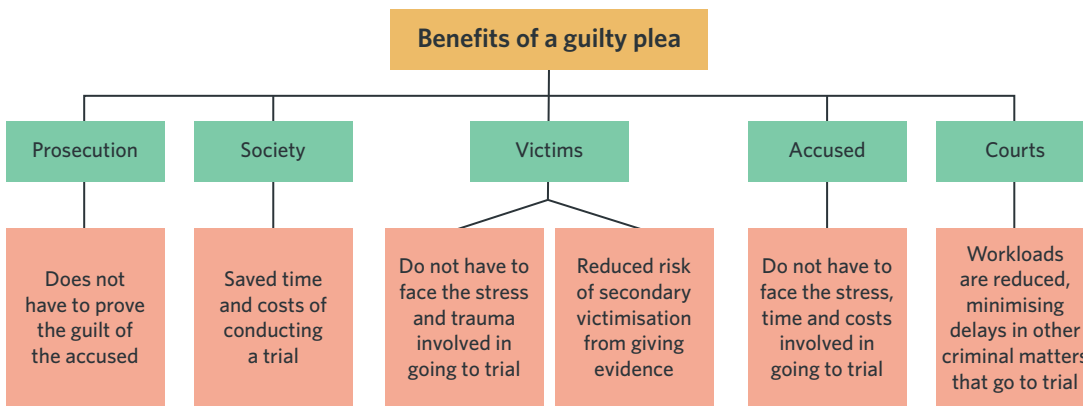 Benefits of a guilty plea
Prosecution
Society
Victims
Accused
Courts
Does not
have to prove
the guilt of
the accused
Saved time
and costs of
conducting
a trial
Do not have to
face the stress
and trauma
involved in
going to trial
Reduced risk
of secondary
victimisation
from giving
evidence
Do not have to
face the stress,
time and costs
involved in
going to trial
Workloads
are reduced,
minimising
delays in other
criminal matters
that go to trial